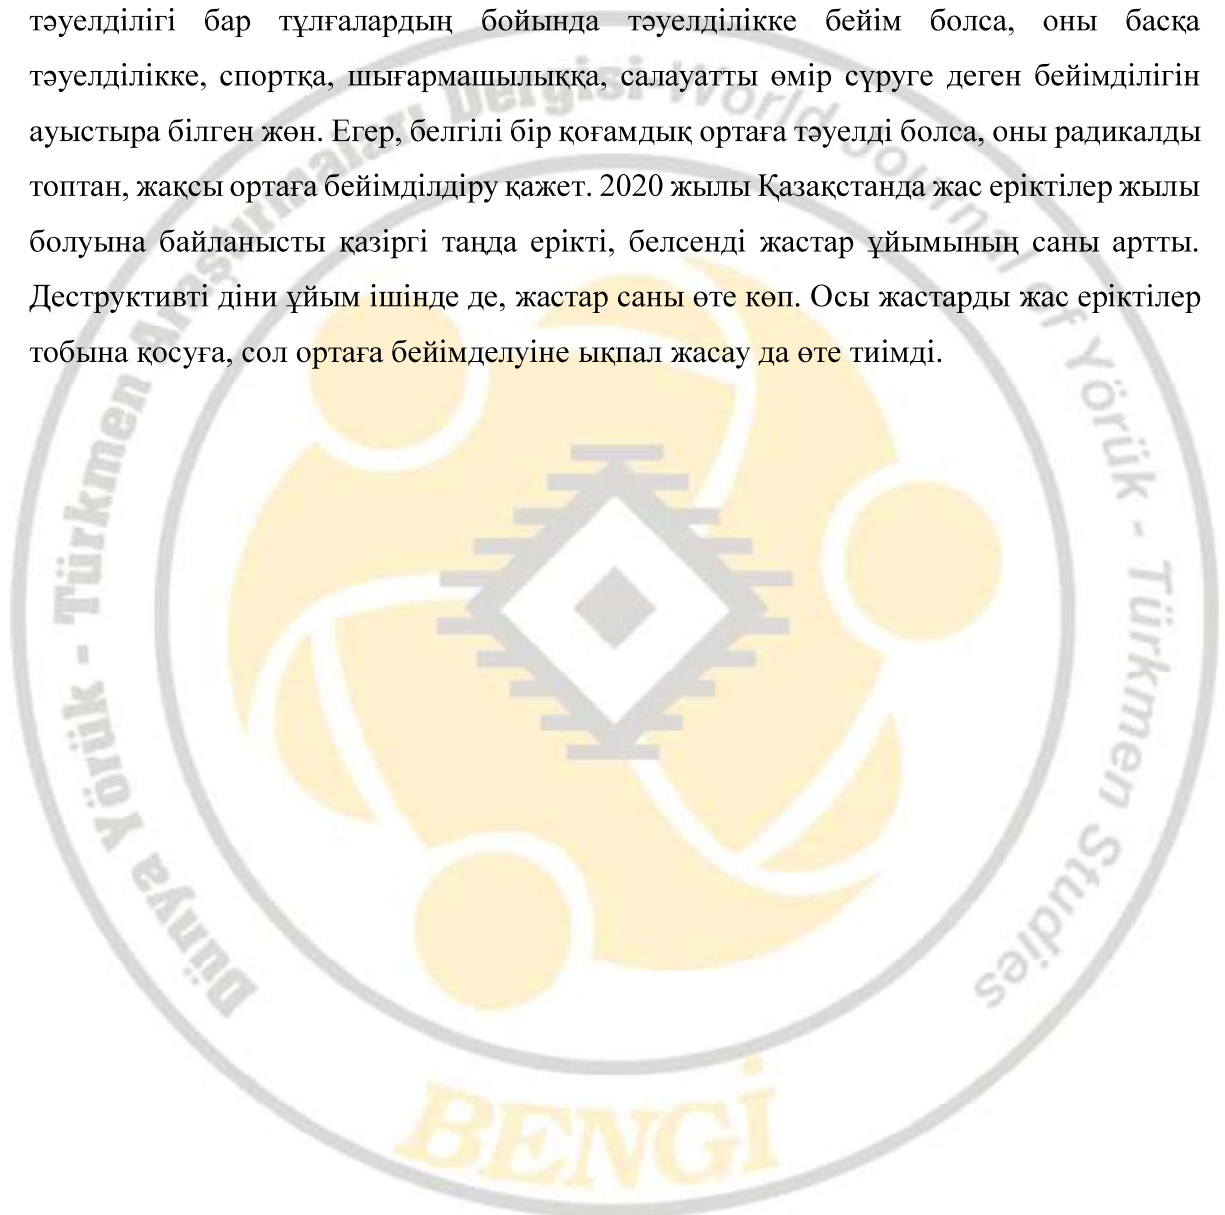 тәуелділігі бар тұлғалардың бойында тәуелділікке бейім болса, оны басқа
тәуелділікке, спортқа, шығармашылыққа, салауатты өмір сүруге деген бейімділігін
ауыстыра білген жөн. Егер, белгілі бір қоғамдық ортаға тәуелді болса, оны радикалды
топтан, жақсы ортаға бейімділдіру қажет. 2020 жылы Қазақстанда жас еріктілер жылы
болуына байланысты қазіргі таңда ерікті, белсенді жастар ұйымының саны артты.
Деструктивті діни ұйым ішінде де, жастар саны өте көп. Осы жастарды жас еріктілер
тобына қосуға, сол ортаға бейімделуіне ықпал жасау да өте тиімді.
Dünya Yörük - Türkmen Araştırmaları Dergisi-World Journal of Yörük - Türkmen Studies
BENGİ